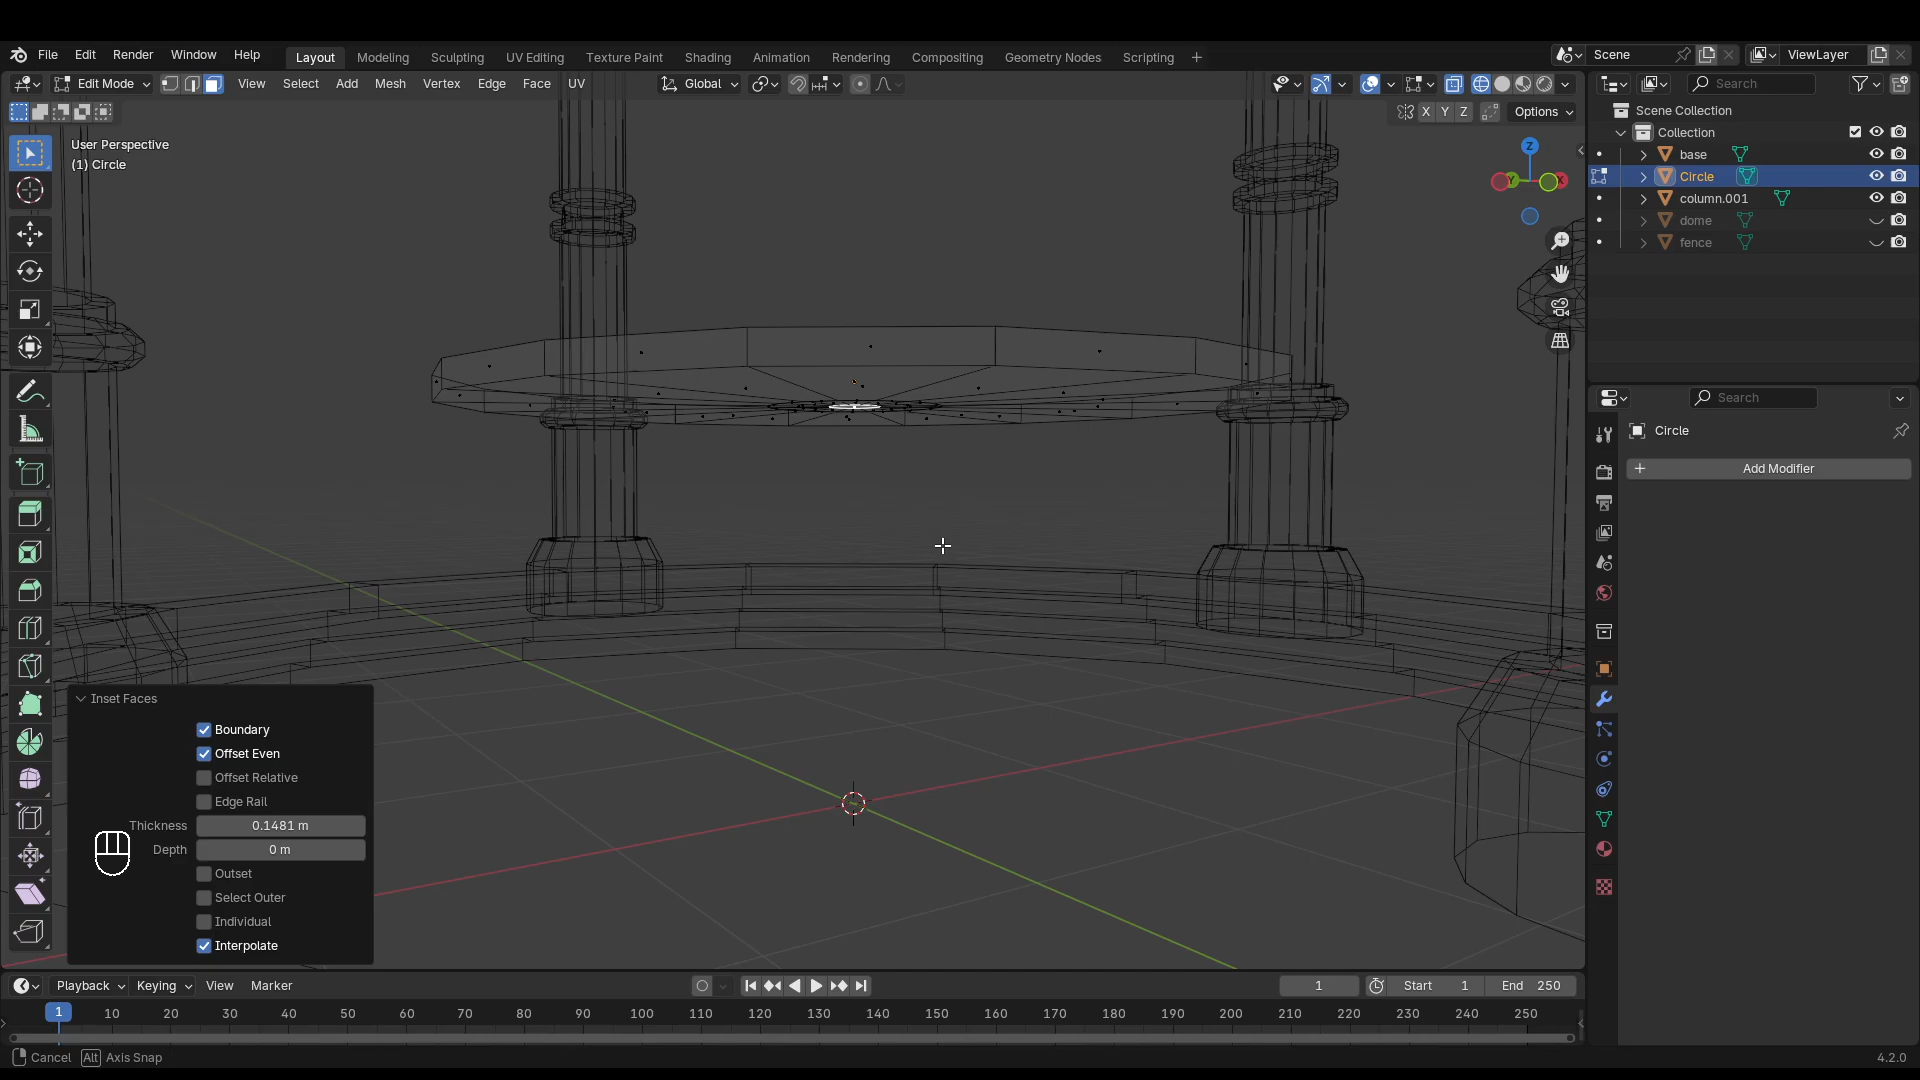 File Edit Render Window Help Layout Modeling Sculpting UV Editing Texture Paint Shading Animation Rendering Compositing Geometry Nodes Scripting + Scene ViewLayer
Edit Mode View Select Add Mesh Vertex Edge Face UV Global Search
X Y Z Options
Scene Collection
Collection
base
Circle
column.001
dome
fence
User Perspective
(1) Circle
Z
Y
X
Search
Circle
+ Add Modifier
Inset Faces
Boundary
Offset Even
Offset Relative
Edge Rail
Thickness 0.1481 m
Depth 0 m
Outset
Select Outer
Individual
Interpolate
Playback Keying View Marker 1 Start 1 End 250
1 10 20 30 40 50 60 70 80 90 100 110 120 130 140 150 160 170 180 190 200 210 220 230 240 250
Cancel Alt Axis Snap 4.2.0